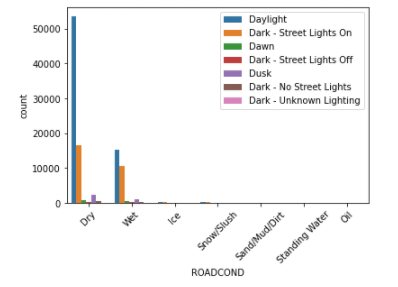 Daylight
Dark - Street Lights On
Dawn
Dark - Street Lights Off
Dusk
Dark - No Street Lights
Dark - Unknown Lighting
50000
40000
30000
20000
10000
0
count
Dry
Wet
Ice
Snow/Slush
Sand/Mud/Dirt
Standing Water
Oil
ROADCOND